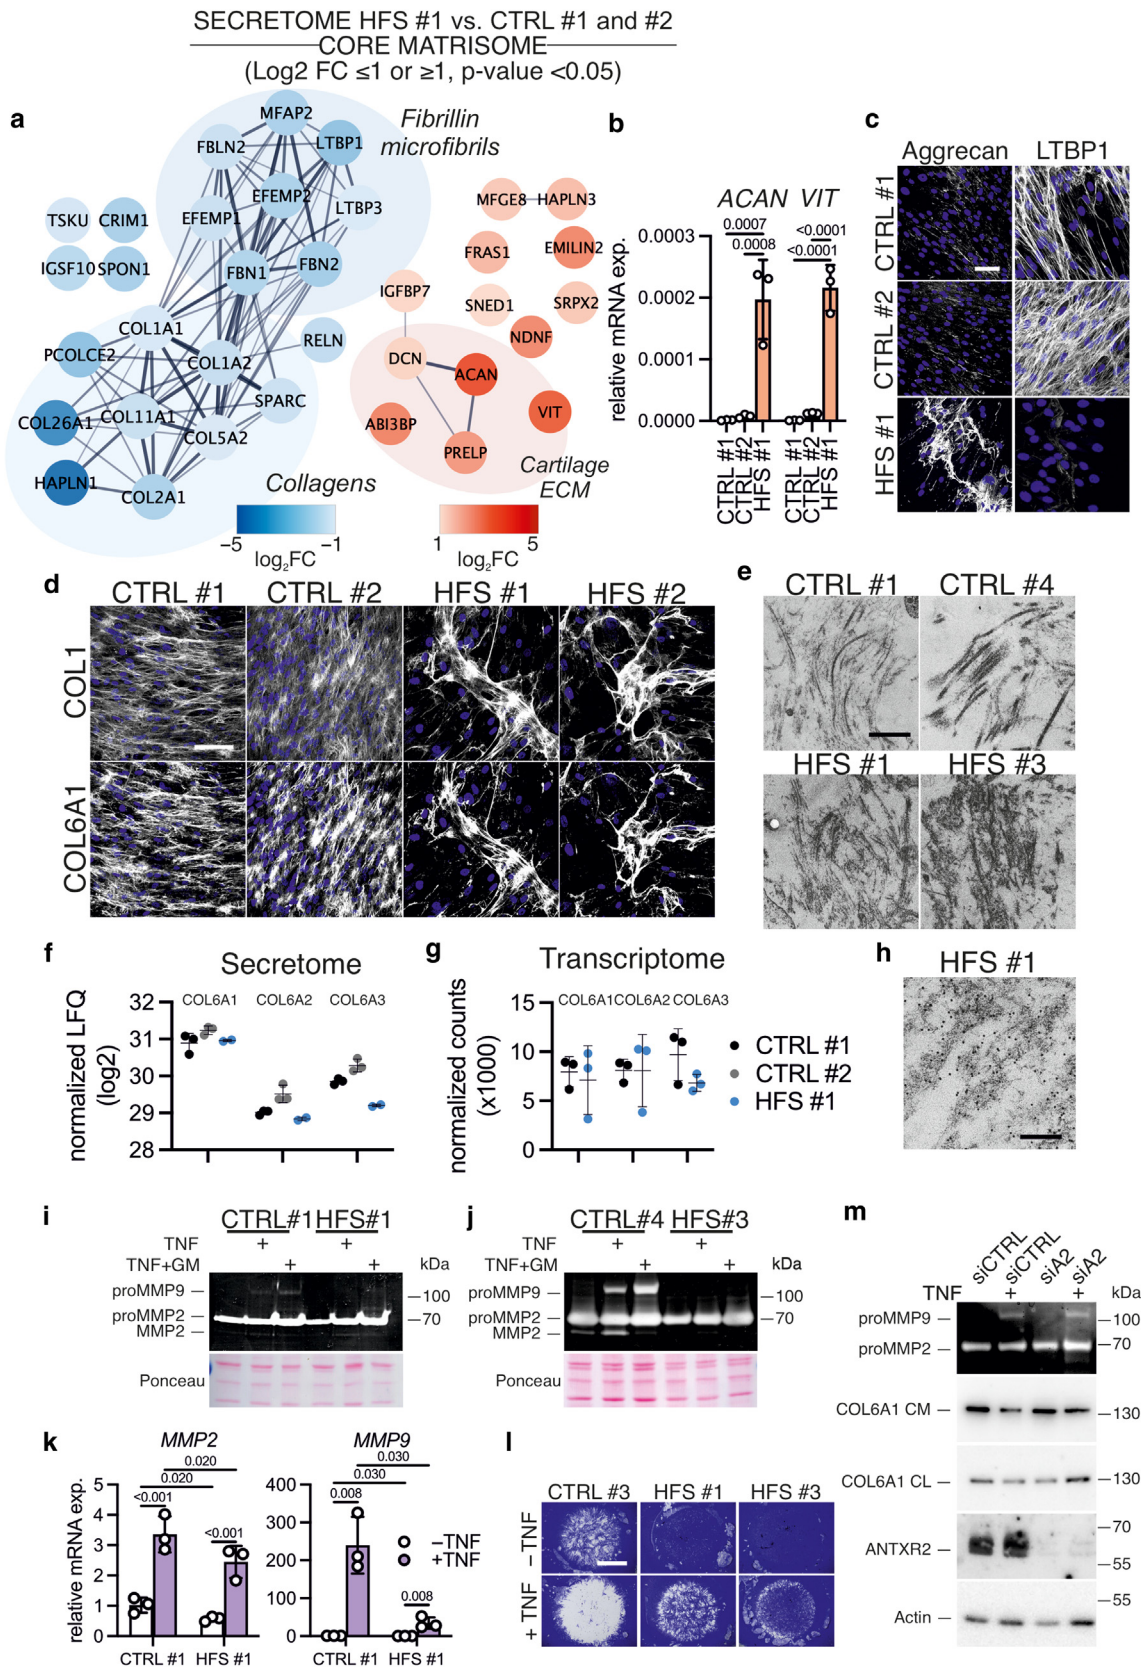 SECRETOME HFS #1 vs. CTRL #1 and #2
CORE MATRISOME
(Log2 FC ≤1 or ≥1, p-value <0.05)
a
Fibrillin
microfibrils
MFAP2
FBLN2
LTBP1
EFEMP2
EFEMP1
LTBP3
FBN1
FBN2
TSKU
CRIM1
IGSF10
SPON1
COL1A1
PCOLCE2
COL1A2
RELN
SPARC
COL26A1
COL11A1
COL5A2
HAPLN1
COL2A1
Collagens
−5
−1
log2FC
MFGE8
HAPLN3
FRAS1
EMILIN2
IGFBP7
SNED1
SRPX2
NDNF
DCN
ACAN
ABI3BP
VIT
PRELP
Cartilage
ECM
1
5
log2FC
b
ACAN VIT
relative mRNA exp.
0.0003
0.0002
0.0001
0.0000
0.0007
0.0008
<0.0001
<0.0001
CTRL #1
CTRL #2
HFS #1
CTRL #1
CTRL #2
HFS #1
c
Aggrecan
LTBP1
CTRL #1
CTRL #2
HFS #1
d
CTRL #1
CTRL #2
HFS #1
HFS #2
COL1
COL6A1
e
CTRL #1
CTRL #4
HFS #1
HFS #3
f
Secretome
normalized LFQ
(log2)
32
31
30
29
28
COL6A1
COL6A2
COL6A3
g
Transcriptome
normalized counts
(x1000)
15
10
5
0
COL6A1
COL6A2
COL6A3
CTRL #1
CTRL #2
HFS #1
h
HFS #1
i
CTRL#1
HFS#1
TNF + +
TNF+GM + +
kDa
proMMP9
100
proMMP2
70
MMP2
Ponceau
j
CTRL#4
HFS#3
TNF + +
TNF+GM + +
kDa
proMMP9
100
proMMP2
70
MMP2
Ponceau
k
MMP2
relative mRNA exp.
5
4
3
2
1
0
0.020
0.020
<0.001
<0.001
CTRL #1
HFS #1
MMP9
400
300
200
100
0
0.030
0.030
0.008
0.008
−TNF
+TNF
CTRL #1
HFS #1
l
CTRL #3
HFS #1
HFS #3
− TNF
+ TNF
m
siCTRL
siCTRL
siA2
siA2
TNF + +
kDa
proMMP9
100
proMMP2
70
COL6A1 CM
130
COL6A1 CL
130
ANTXR2
70
55
Actin
55